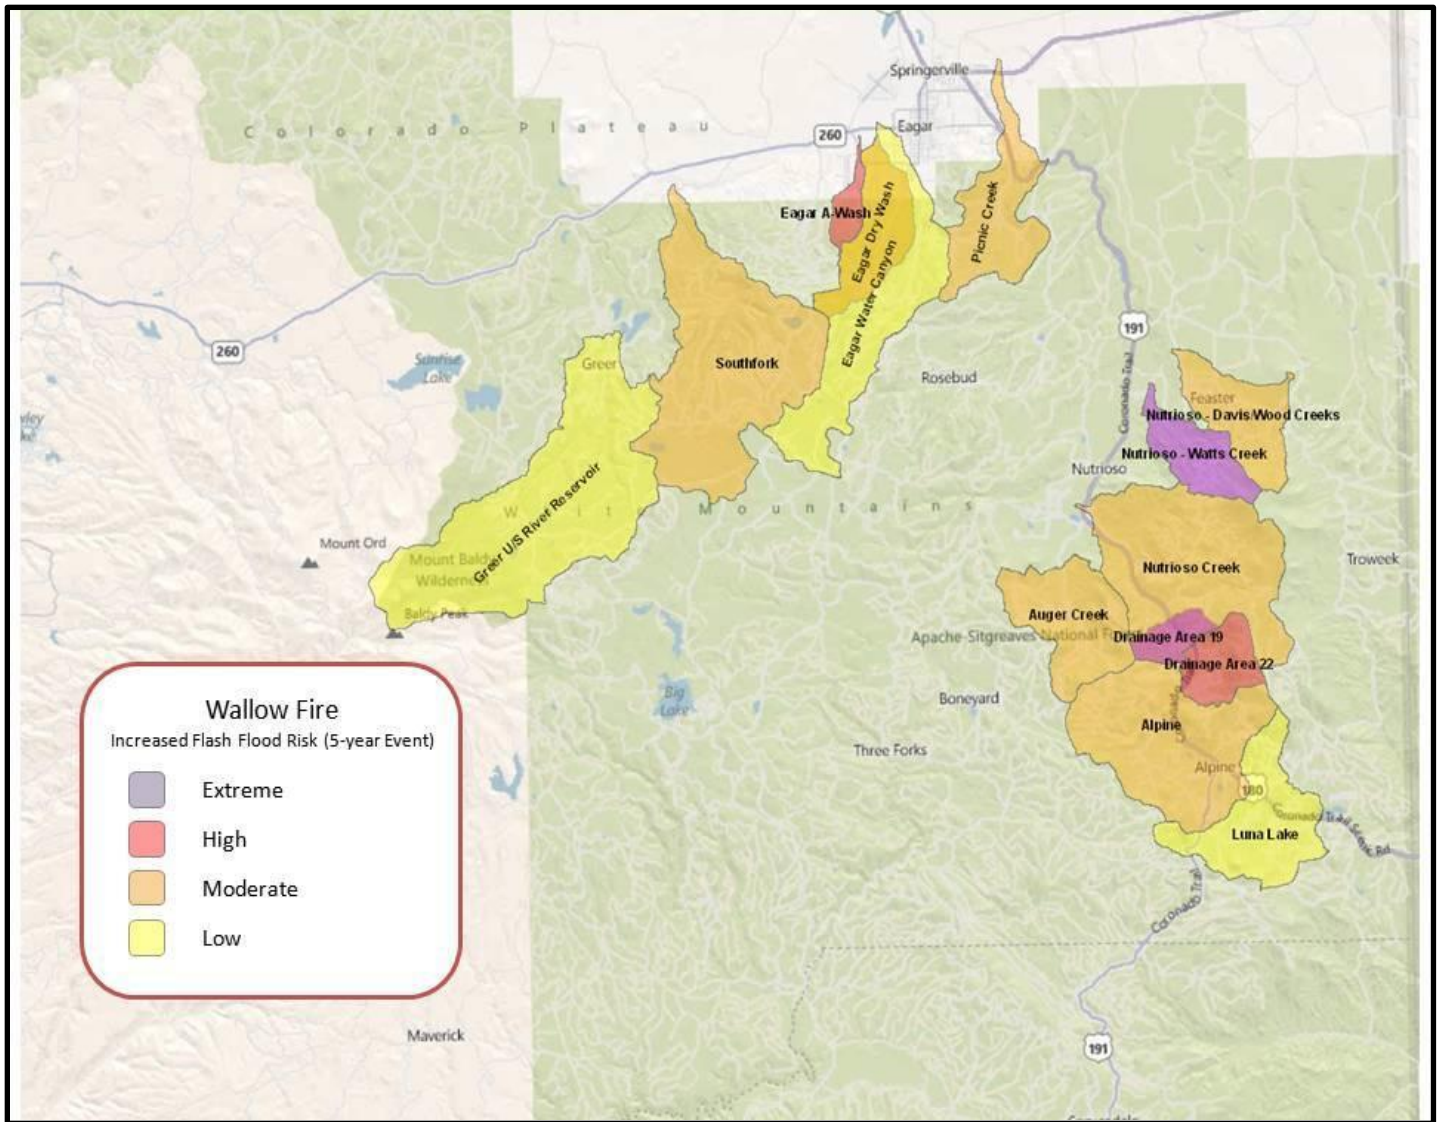 Springerville
Colorado Plateau
260
Eagar
Eagar A-Wash
Eagar Dry Wash
Eagar Water Canyon
Picnic Creek
191
Coronado Trail
260
Sunrise
Lake
Greer
Southfork
Rosebud
Feaster
Nutrioso - Davis/Wood Creeks
Nutrioso - Watts Creek
Nutrioso
Greer U/S River Reservoir
White Mountains
Mount Ord
Mount Baldy
Wilderness
Baldy Peak
Nutrioso Creek
Troweek
Auger Creek
Apache-Sitgreaves National
Drainage Area 19
Drainage Area 22
Big
Lake
Boneyard
Alpine
Three Forks
Alpine
180
Coronado Trail Scenic Rd
Luna Lake
Coronado Trail
Wallow Fire
Increased Flash Flood Risk (5-year Event)
Extreme
High
Moderate
Low
Maverick
191